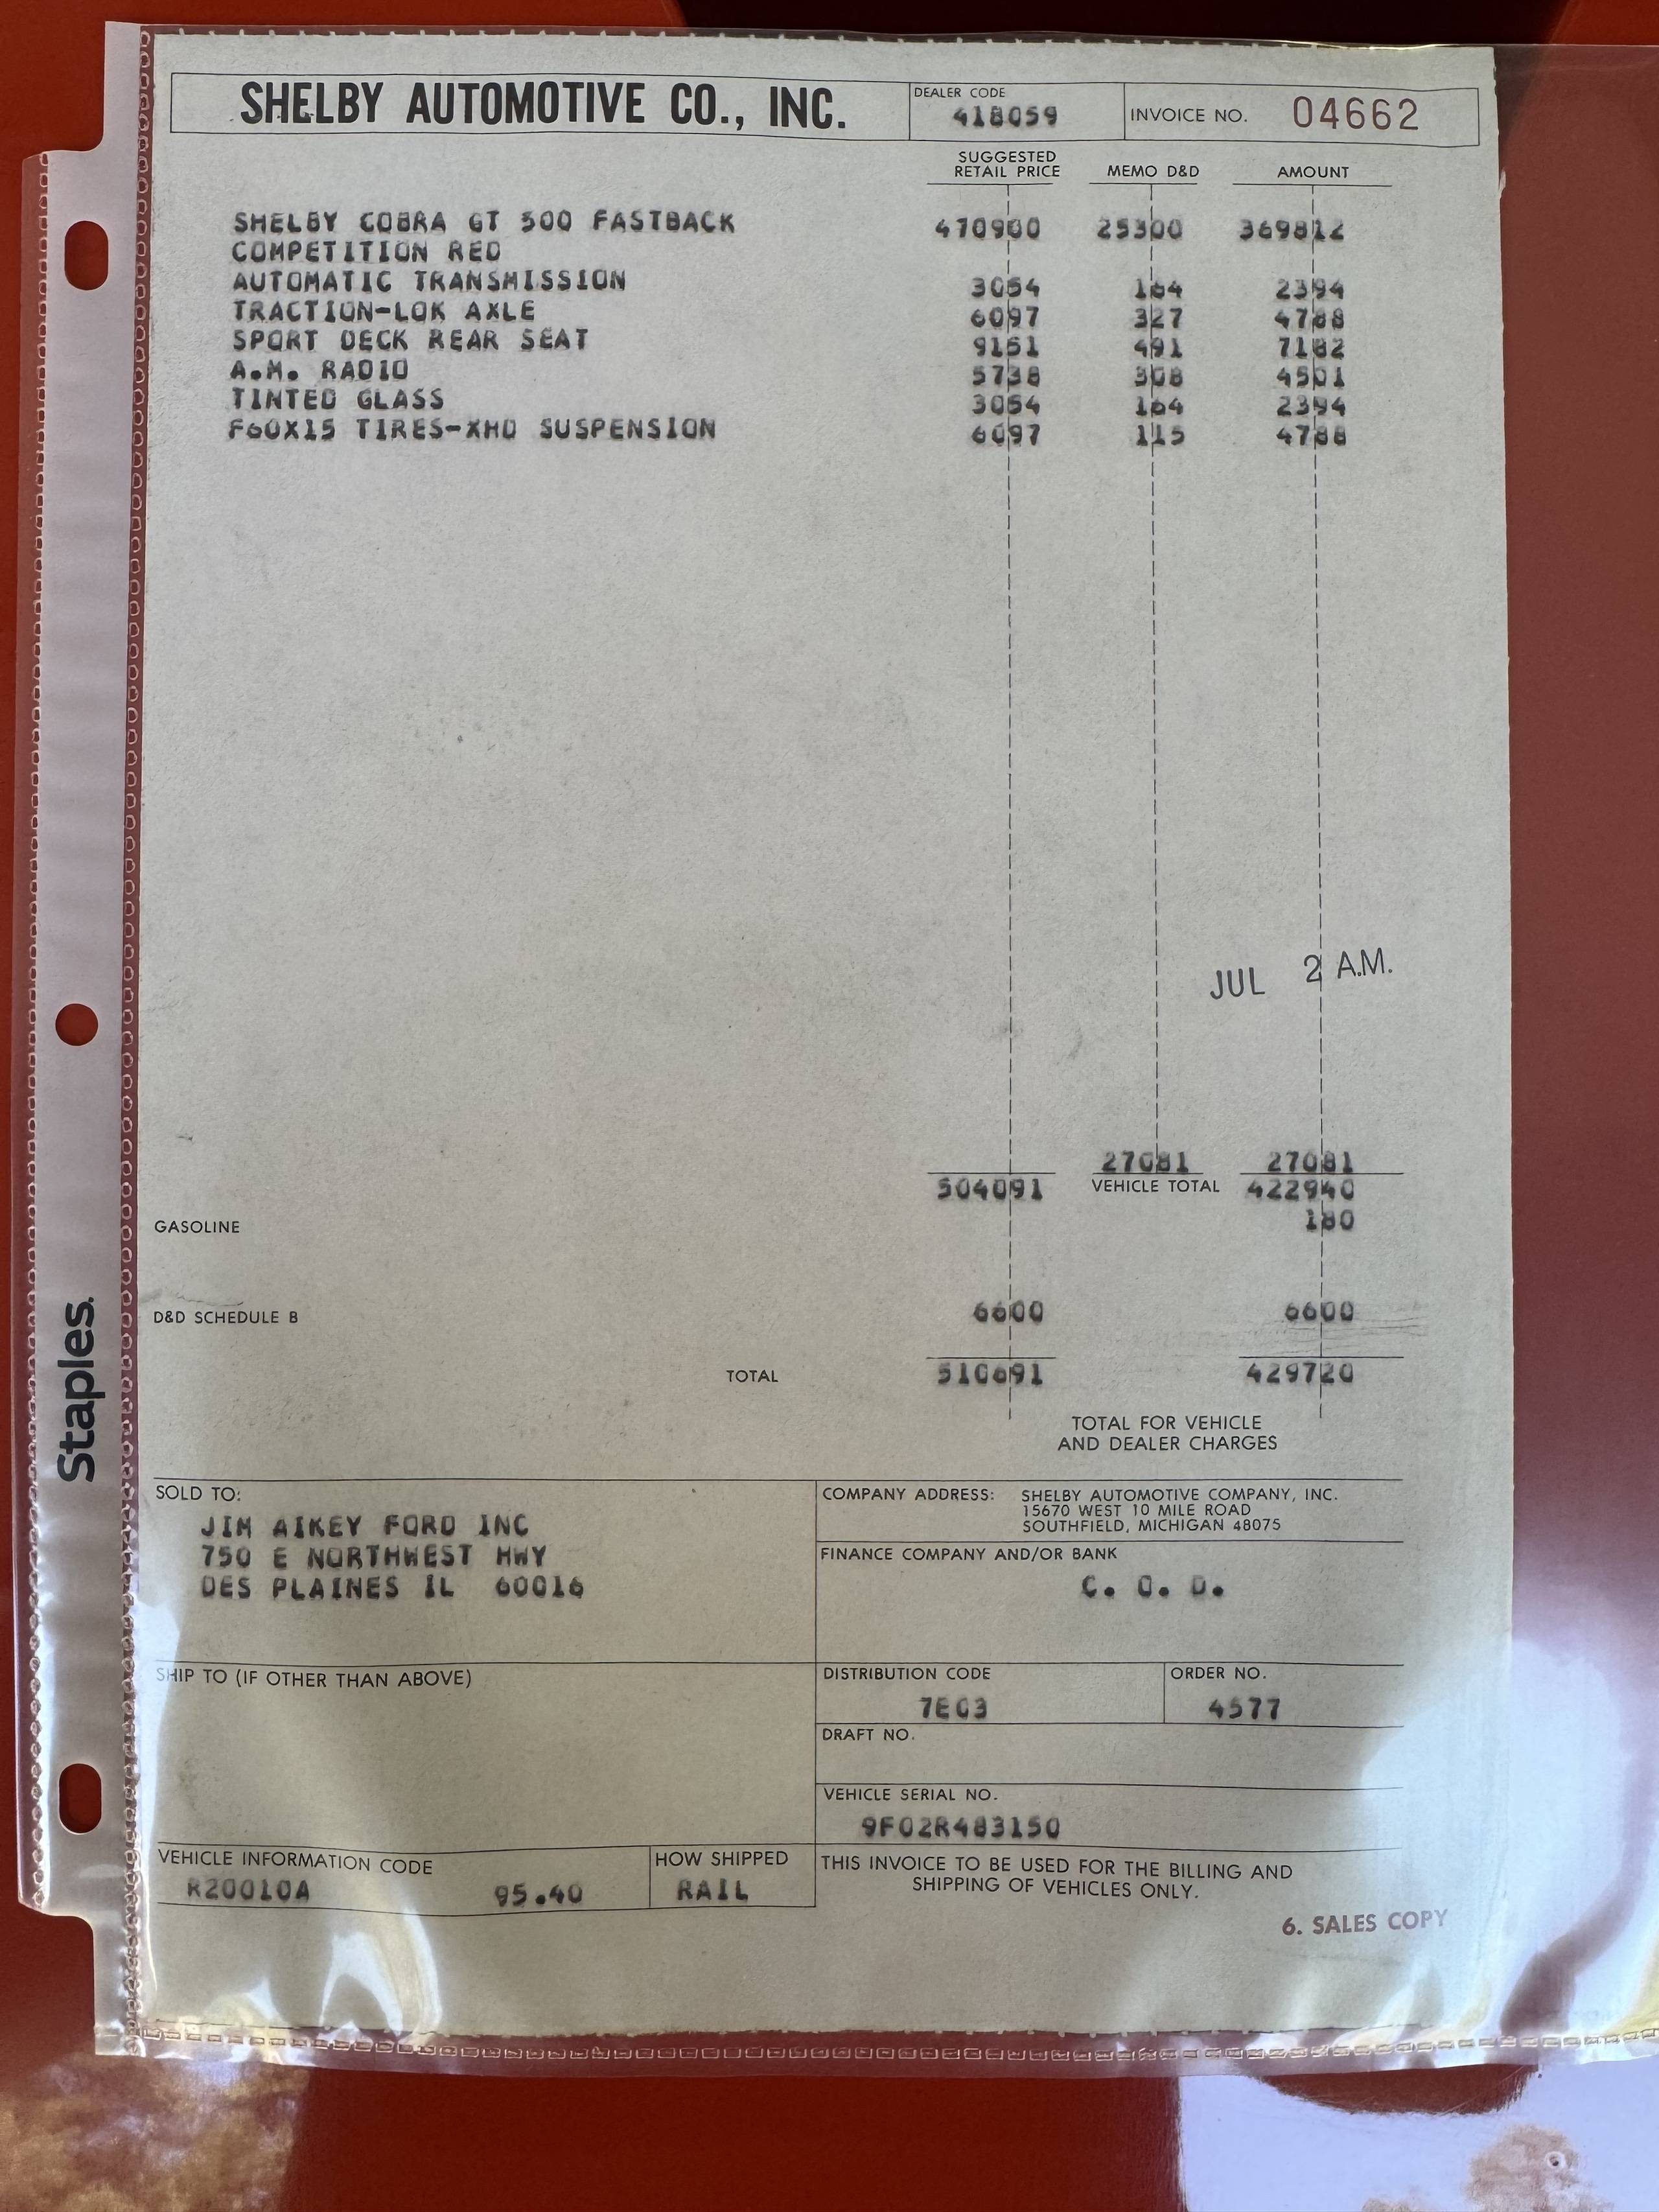 SHELBY AUTOMOTIVE CO., INC.
DEALER CODE
418059
INVOICE NO. 04662
SUGGESTED RETAIL PRICE MEMO D&D AMOUNT
SHELBY COBRA GT 500 FASTBACK 470900 25300 369812
COMPETITION RED
AUTOMATIC TRANSMISSION 3054 164 2394
TRACTION-LOK AXLE 6097 327 4788
SPORT DECK REAR SEAT 9151 491 7182
A.M. RADIO 5738 308 4501
TINTED GLASS 3054 164 2394
F60X15 TIRES-XHD SUSPENSION 6097 115 4788
JUL 2 A.M.
27081 27081
504091 VEHICLE TOTAL 422940
GASOLINE 180
D&D SCHEDULE B 6600 6600
TOTAL 510691 429720
TOTAL FOR VEHICLE
AND DEALER CHARGES
SOLD TO:
JIM AIKEY FORD INC
750 E NORTHWEST HWY
DES PLAINES IL 60016
COMPANY ADDRESS: SHELBY AUTOMOTIVE COMPANY, INC.
15670 WEST 10 MILE ROAD
SOUTHFIELD, MICHIGAN 48075
FINANCE COMPANY AND/OR BANK
C. O. D.
SHIP TO (IF OTHER THAN ABOVE)
DISTRIBUTION CODE
7E03
ORDER NO.
4577
DRAFT NO.
VEHICLE SERIAL NO.
9F02R483150
VEHICLE INFORMATION CODE
R20010A 95.40
HOW SHIPPED
RAIL
THIS INVOICE TO BE USED FOR THE BILLING AND
SHIPPING OF VEHICLES ONLY.
6. SALES COPY
Staples.